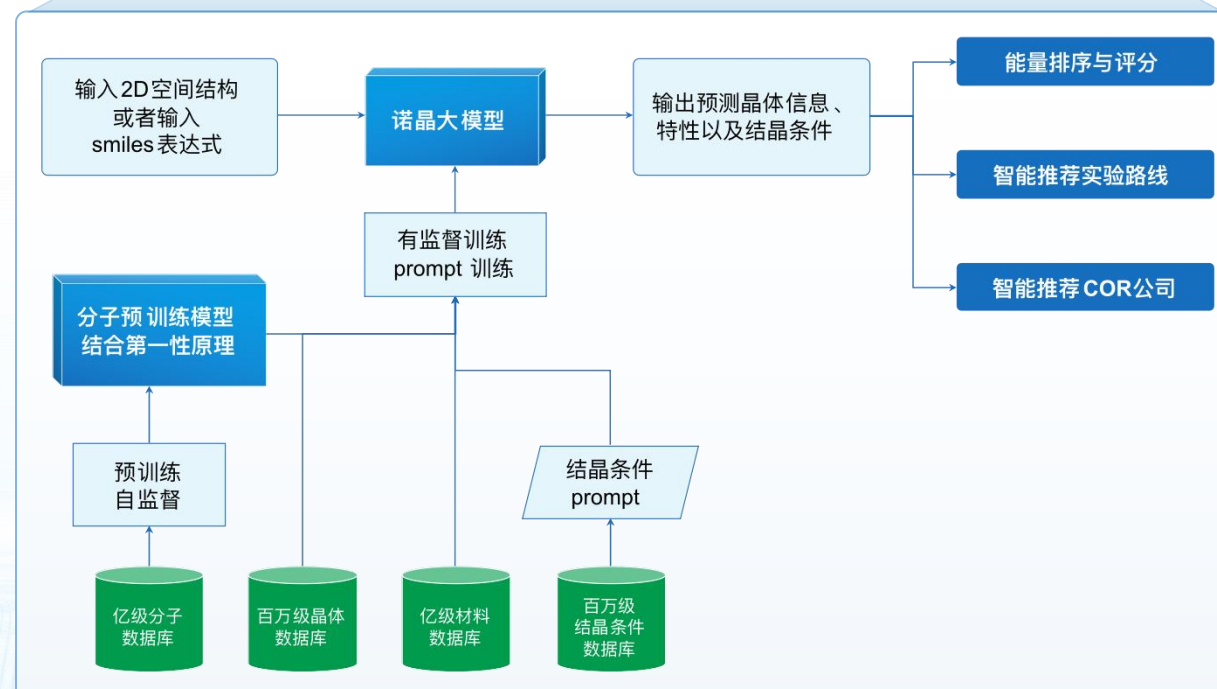 输入2D空间结构
或者输入
smiles表达式
诺晶大模型
输出预测晶体信息、
特性以及结晶条件
能量排序与评分
智能推荐实验路线
智能推荐COR公司
有监督训练
prompt 训练
分子预训练模型
结合第一性原理
预训练
自监督
结晶条件
prompt
亿级分子
数据库
百万级晶体
数据库
亿级材料
数据库
百万级
结晶条件
数据库